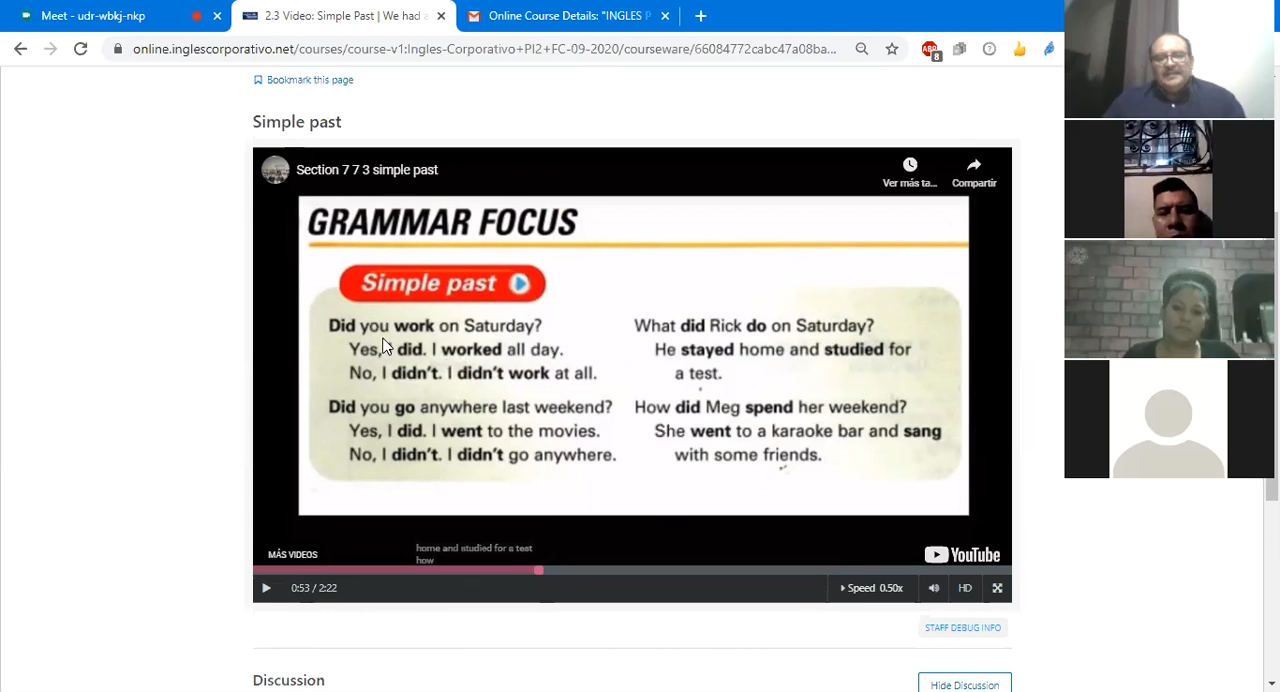 Meet - udr-wbkj-nkp
2.3 Video: Simple Past | We had a
Online Course Details: "INGLES P
online.inglescorporativo.net/courses/course-v1:Ingles-Corporativo+PI2+FC-09-2020/courseware/66084772cabc47a08ba...
ABP
8
Bookmark this page
Simple past
Section 7 7 3 simple past
Ver más ta...
Compartir
GRAMMAR FOCUS
Simple past
Did you work on Saturday?
Yes, I did. I worked all day.
No, I didn't. I didn't work at all.
Did you go anywhere last weekend?
Yes, I did. I went to the movies.
No, I didn't. I didn't go anywhere.
What did Rick do on Saturday?
He stayed home and studied for
a test.
How did Meg spend her weekend?
She went to a karaoke bar and sang
with some friends.
MÁS VIDEOS
home and studied for a test
how
YouTube
0:53 / 2:22
Speed 0.50x
HD
STAFF DEBUG INFO
Discussion
Hide Discussion